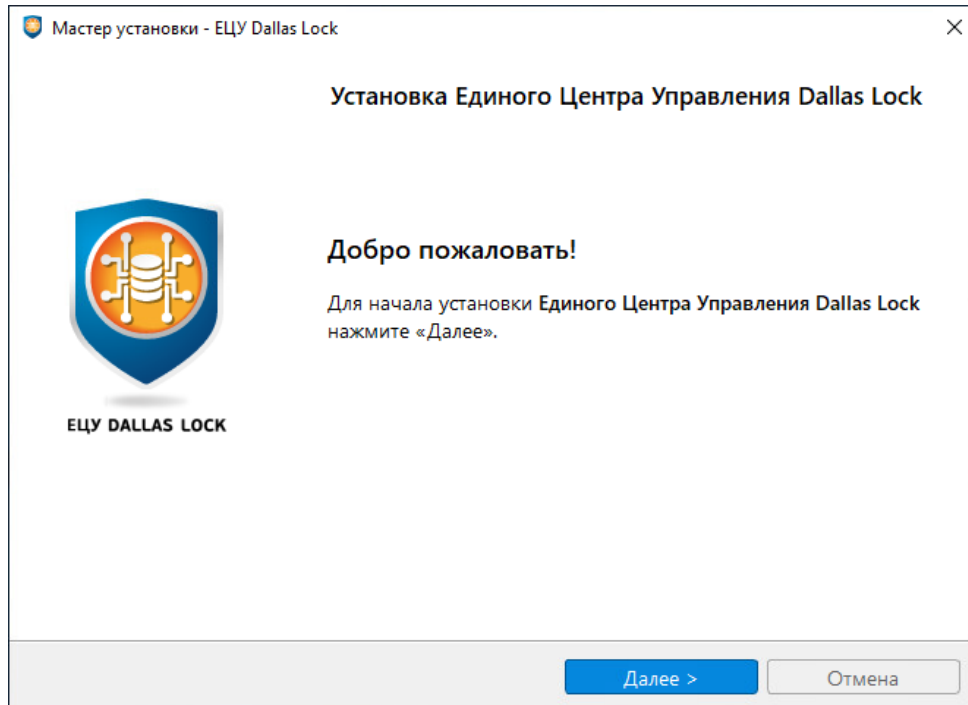 Мастер установки - ЕЦУ Dallas Lock
Установка Единого Центра Управления Dallas Lock
Добро пожаловать!
Для начала установки Единого Центра Управления Dallas Lock
нажмите «Далее».
ЕЦУ DALLAS LOCK
Далее >
Отмена